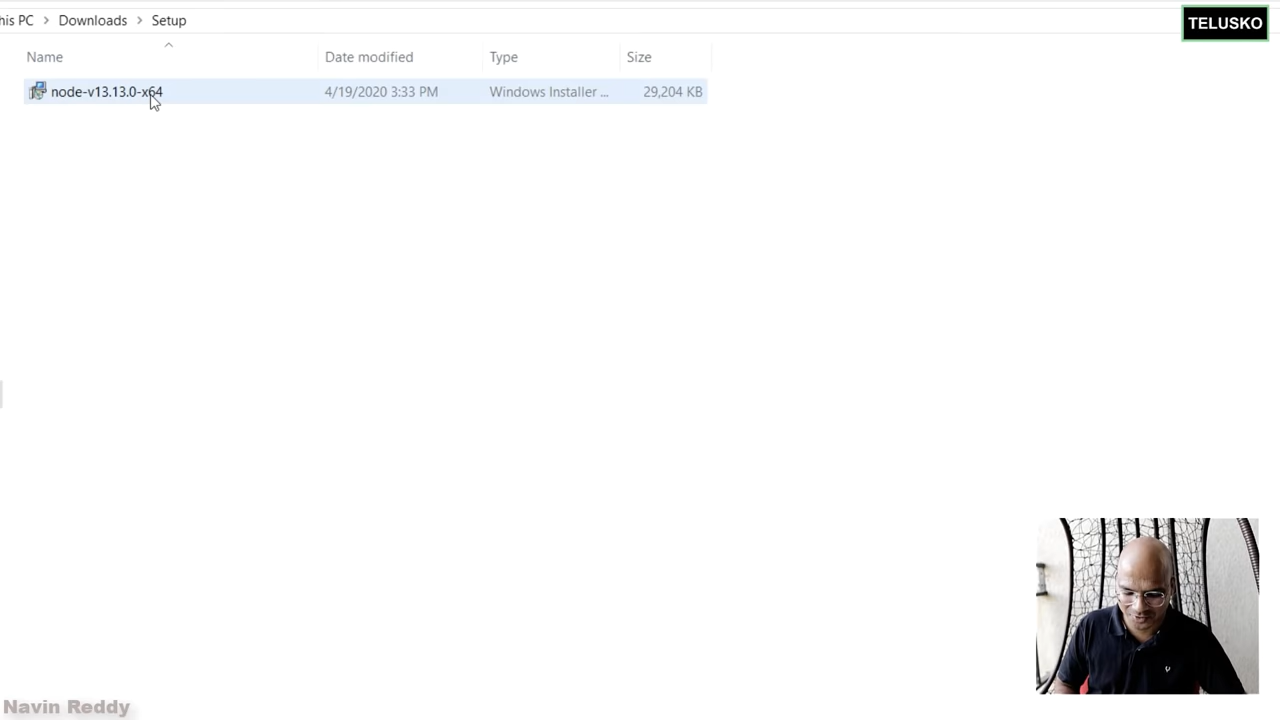 his PC > Downloads > Setup
TELUSKO
Name Date modified Type Size
node-v13.13.0-x64 4/19/2020 3:33 PM Windows Installer ... 29,204 KB
Navin Reddy